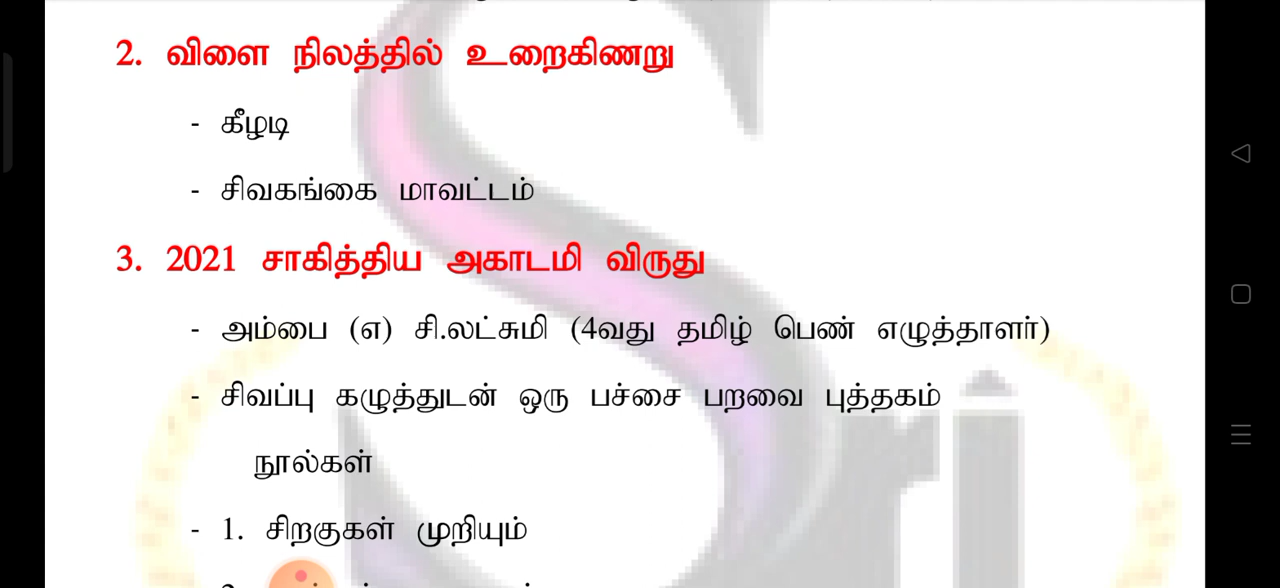 2. விளை நிலத்தில் உறைகிணறு
- கீழடி
- சிவகங்கை மாவட்டம்
3. 2021 சாகித்திய அகாடமி விருது
- அம்பை (எ) சி.லட்சுமி (4வது தமிழ் பெண் எழுத்தாளர்)
- சிவப்பு கழுத்துடன் ஒரு பச்சை பறவை புத்தகம்
நூல்கள்
- 1. சிறகுகள் முறியும்